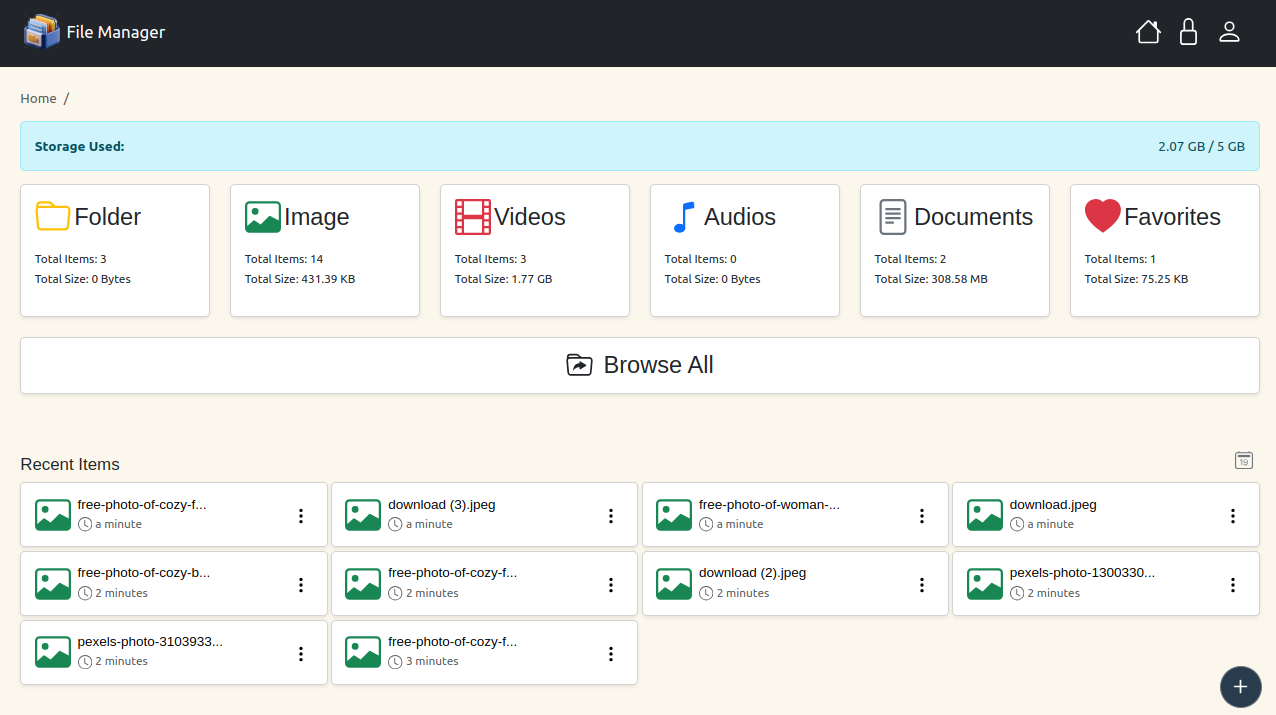 File Manager
Home /
Storage Used: 2.07 GB / 5 GB
Folder
Total Items: 3
Total Size: 0 Bytes
Image
Total Items: 14
Total Size: 431.39 KB
Videos
Total Items: 3
Total Size: 1.77 GB
Audios
Total Items: 0
Total Size: 0 Bytes
Documents
Total Items: 2
Total Size: 308.58 MB
Favorites
Total Items: 1
Total Size: 75.25 KB
Browse All
Recent Items
19
free-photo-of-cozy-f...
a minute
download (3).jpeg
a minute
free-photo-of-woman-...
a minute
download.jpeg
a minute
free-photo-of-cozy-b...
2 minutes
free-photo-of-cozy-f...
2 minutes
download (2).jpeg
2 minutes
pexels-photo-1300330...
2 minutes
pexels-photo-3103933...
2 minutes
free-photo-of-cozy-f...
3 minutes
+